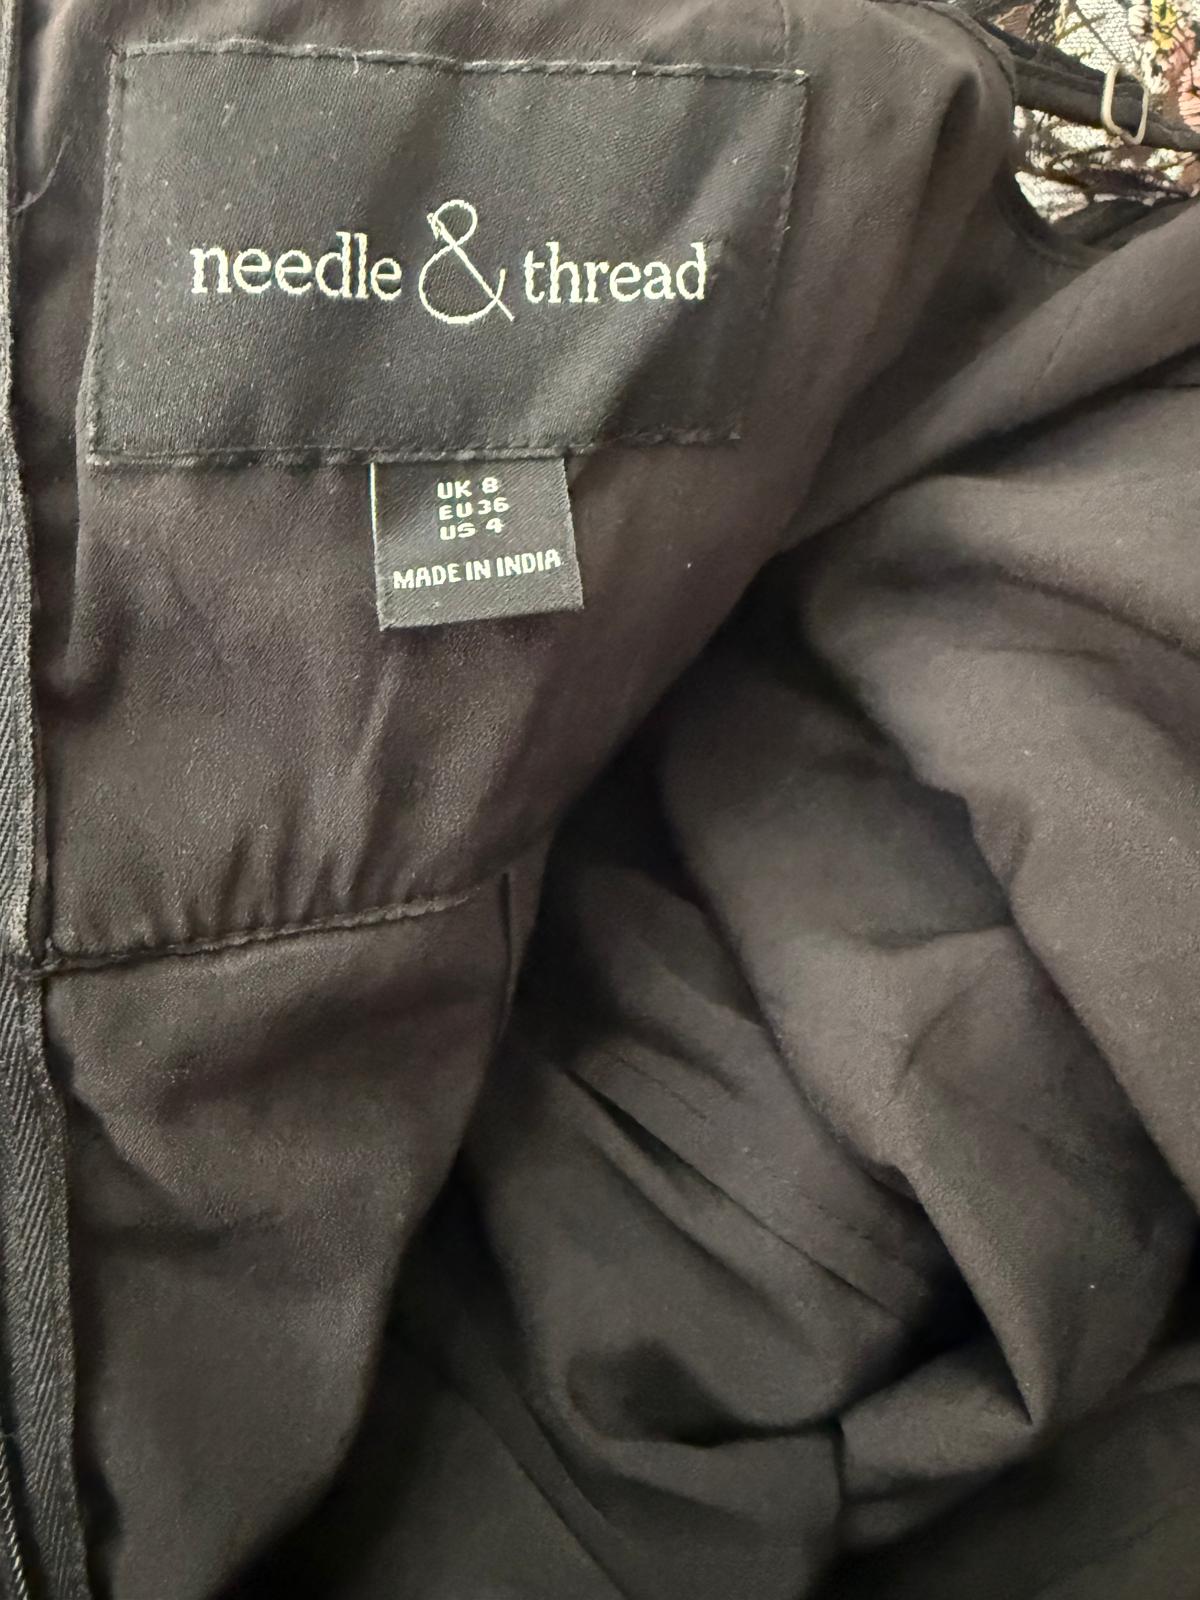 needle & thread
UK 8
EU 36
US 4
MADE IN INDIA